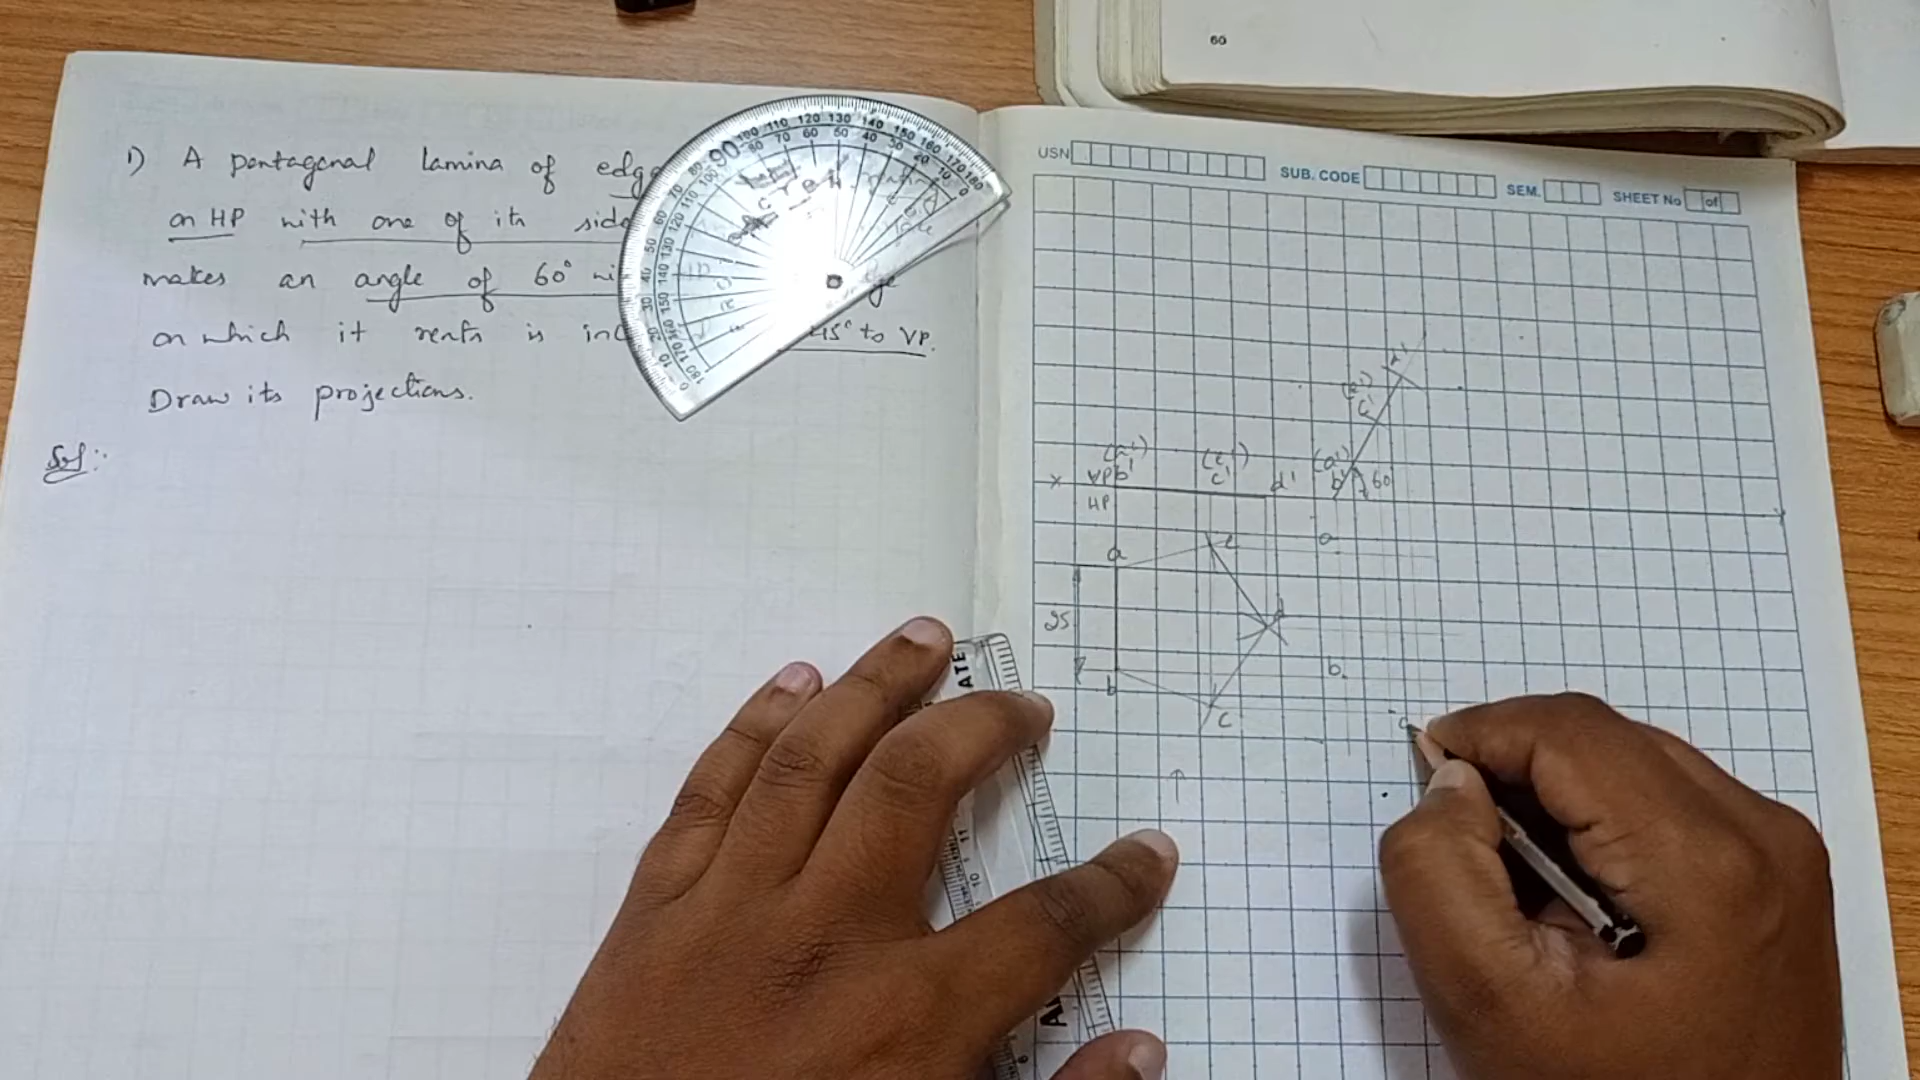 60
1) A pentagonal lamina of edge
on HP with one of its side
makes an angle of 60°
on which it rests is inc 45° to VP.
Draw its projections.
Sol:-
USN SUB. CODE SEM. SHEET No of
(e') d'
c'
(a') (e') (a')
X VP b' c' d' b' 60 Y
HP
a e a
25 d
b b
c c